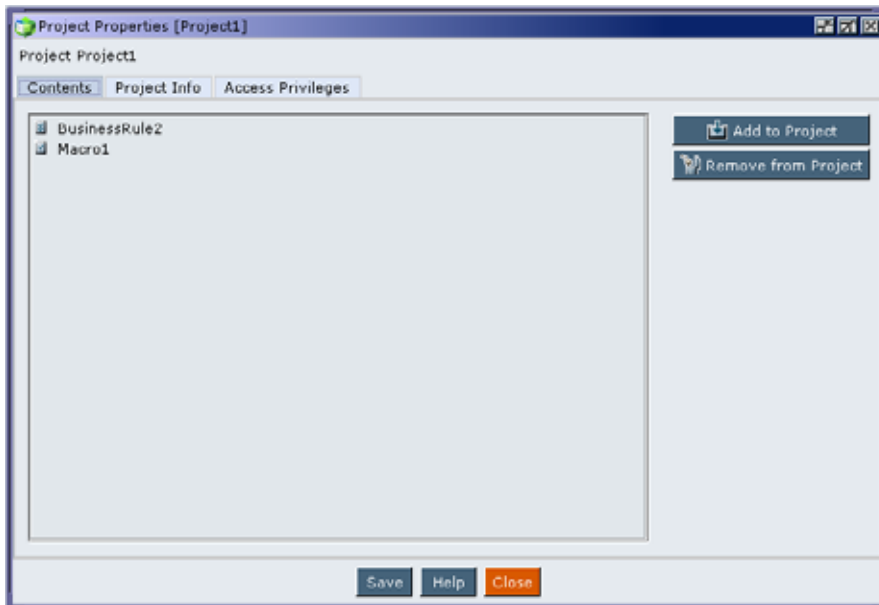 Project Properties [Project1]
Project Project1
Contents Project Info Access Privileges
BusinessRule2
Macro1
Add to Project
Remove from Project
Save Help Close